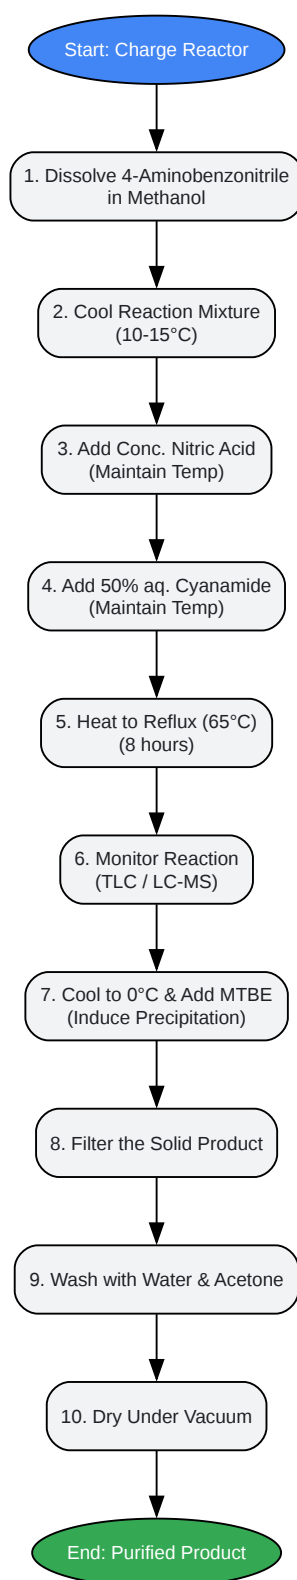 Start: Charge Reactor
1. Dissolve 4-Aminobenzonitrile
in Methanol
2. Cool Reaction Mixture
(10-15°C)
3. Add Conc. Nitric Acid
(Maintain Temp)
4. Add 50% aq. Cyanamide
(Maintain Temp)
5. Heat to Reflux (65°C)
(8 hours)
6. Monitor Reaction
(TLC / LC-MS)
7. Cool to 0°C & Add MTBE
(Induce Precipitation)
8. Filter the Solid Product
9. Wash with Water & Acetone
10. Dry Under Vacuum
End: Purified Product